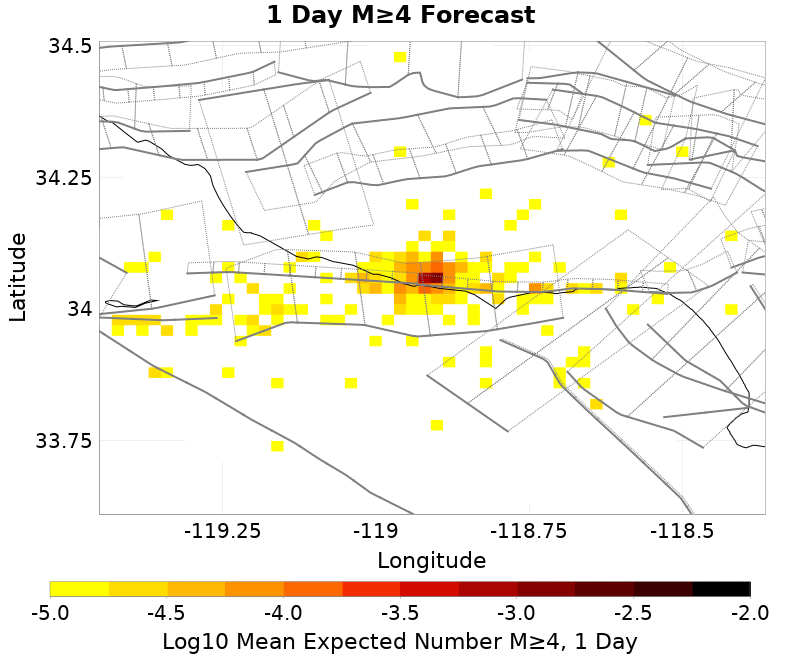 1 Day M≥4 Forecast
34.5
34.25
34
33.75
Latitude
-119.25 -119 -118.75 -118.5
Longitude
-5.0 -4.5 -4.0 -3.5 -3.0 -2.5 -2.0
Log10 Mean Expected Number M≥4, 1 Day